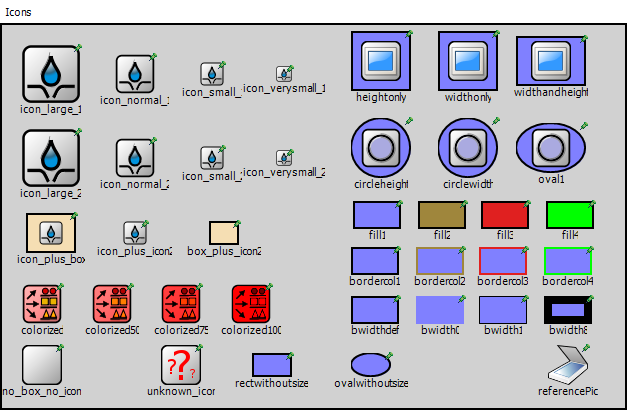 Icons
icon_large_1
icon_normal_1
icon_small_
icon_verysmall_1
heightonly
widthonly
widthandheight
icon_large_2
icon_normal_2
icon_small_
icon_verysmall_2
circleheight
circlewidth
oval1
icon_plus_box
icon_plus_icon2
box_plus_icon2
fill1
fill2
fill3
fill4
bordercol1
bordercol2
bordercol3
bordercol4
colorized
colorized50
colorized75
colorized100
bwidthdef
bwidth0
bwidth1
bwidth8
no_box_no_icon
???
unknown_icon
rectwithoutsize
ovalwithoutsize
referencePic